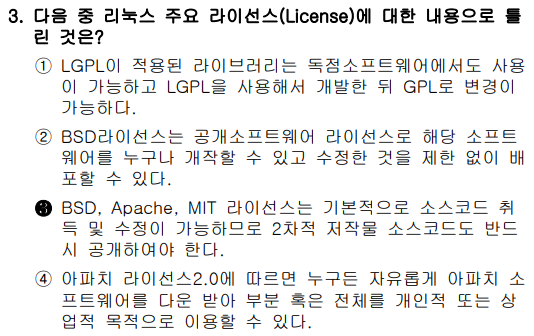 3. 다음 중 리눅스 주요 라이선스(License)에 대한 내용으로 틀
린 것은?
① LGPL이 적용된 라이브러리는 독점소프트웨어에서도 사용
이 가능하고 LGPL을 사용해서 개발한 뒤 GPL로 변경이
가능하다.
② BSD라이선스는 공개소프트웨어 라이선스로 해당 소프트
웨어를 누구나 개작할 수 있고 수정한 것을 제한 없이 배
포할 수 있다.
❸ BSD, Apache, MIT 라이선스는 기본적으로 소스코드 취
득 및 수정이 가능하므로 2차적 저작물 소스코드도 반드
시 공개하여야 한다.
④ 아파치 라이선스2.0에 따르면 누구든 자유롭게 아파치 소
프트웨어를 다운 받아 부분 혹은 전체를 개인적 또는 상
업적 목적으로 이용할 수 있다.